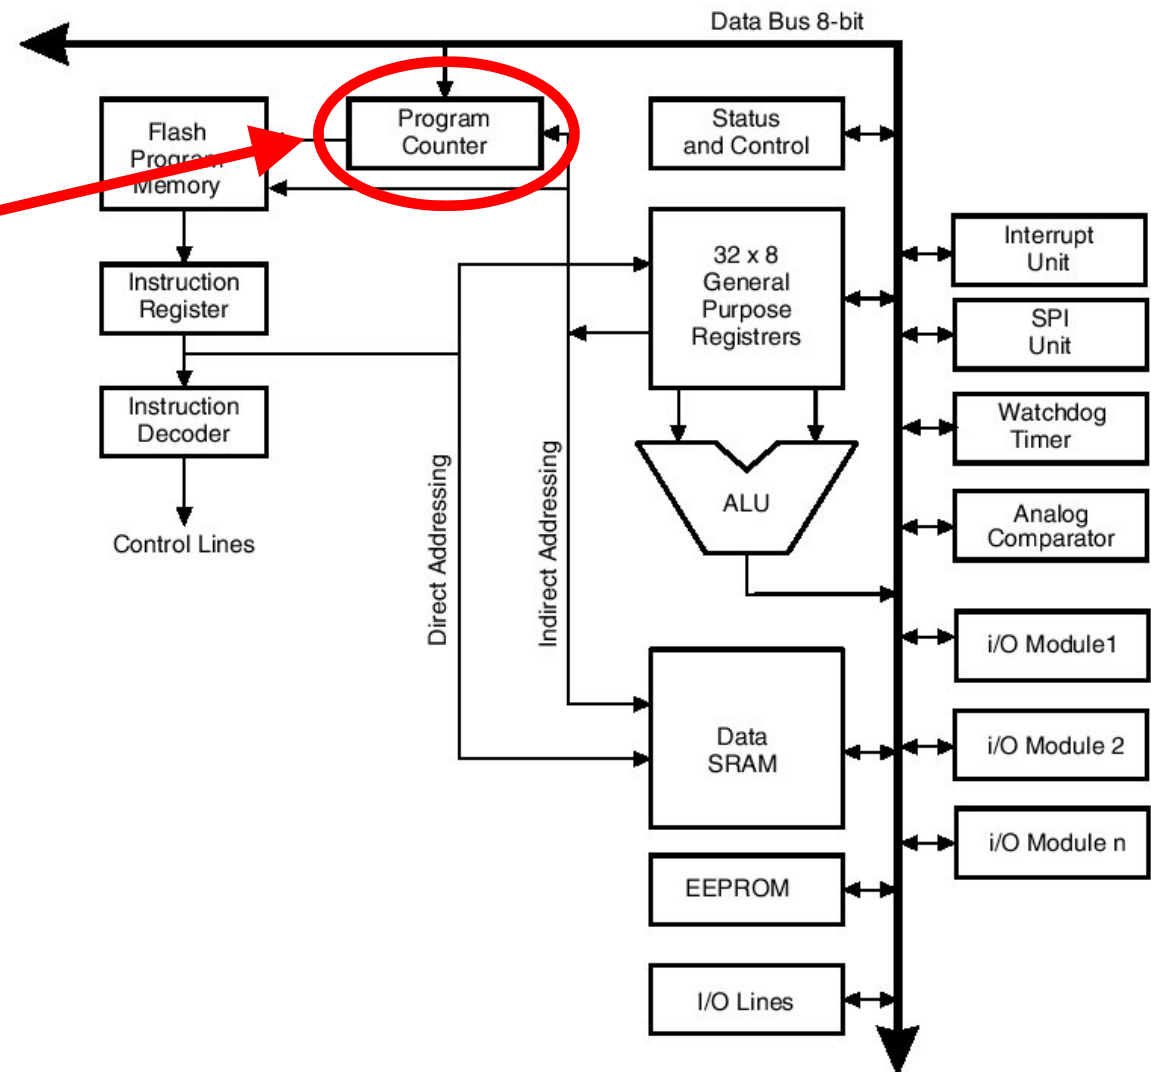 Data Bus 8-bit
Flash
Program
Memory
Program
Counter
Status
and Control
Interrupt
Unit
32 x 8
General
Purpose
Registrers
Instruction
Register
SPI
Unit
Instruction
Decoder
Watchdog
Timer
ALU
Analog
Comparator
Control Lines
Direct Addressing
Indirect Addressing
i/O Module1
Data
SRAM
i/O Module 2
i/O Module n
EEPROM
I/O Lines